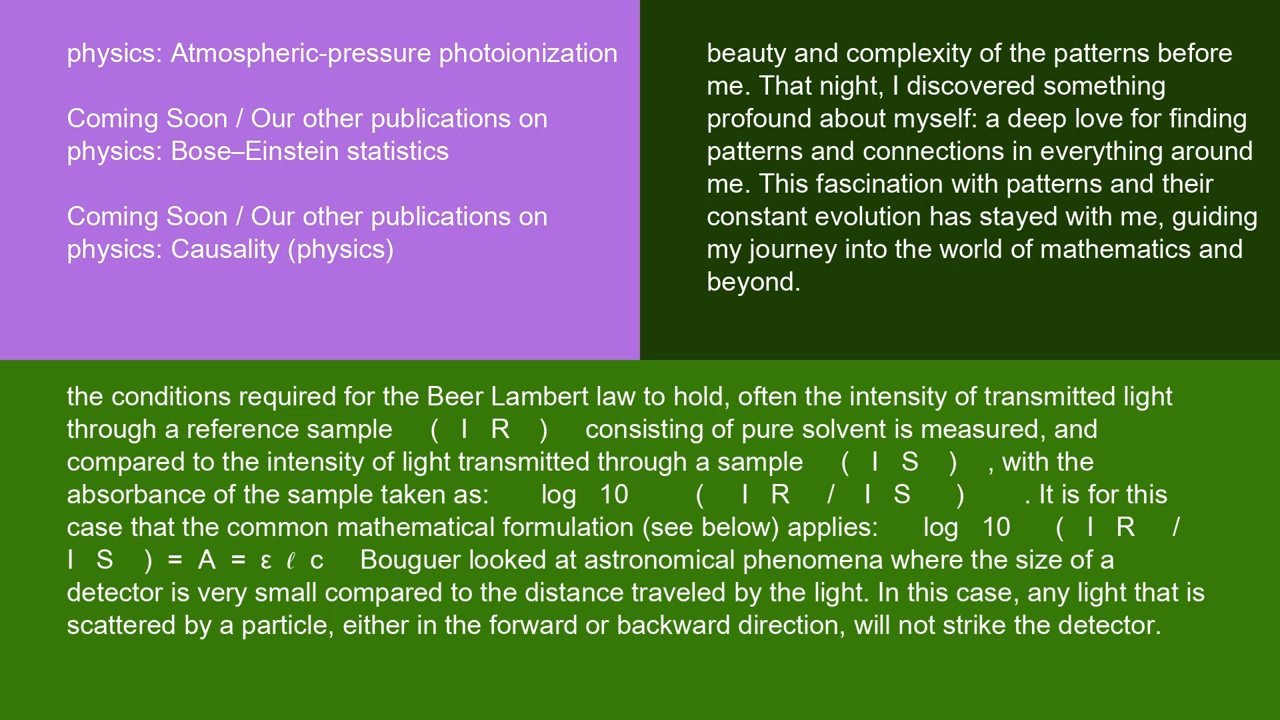 physics: Atmospheric-pressure photoionization
Coming Soon / Our other publications on
physics: Bose–Einstein statistics
Coming Soon / Our other publications on
physics: Causality (physics)
beauty and complexity of the patterns before
me. That night, I discovered something
profound about myself: a deep love for finding
patterns and connections in everything around
me. This fascination with patterns and their
constant evolution has stayed with me, guiding
my journey into the world of mathematics and
beyond.
the conditions required for the Beer Lambert law to hold, often the intensity of transmitted light
through a reference sample ( I R ) consisting of pure solvent is measured, and
compared to the intensity of light transmitted through a sample ( I S ) , with the
absorbance of the sample taken as: log 10 ( I R / I S ) . It is for this
case that the common mathematical formulation (see below) applies: log 10 ( I R /
I S ) = A = ε ℓ c Bouguer looked at astronomical phenomena where the size of a
detector is very small compared to the distance traveled by the light. In this case, any light that is
scattered by a particle, either in the forward or backward direction, will not strike the detector.